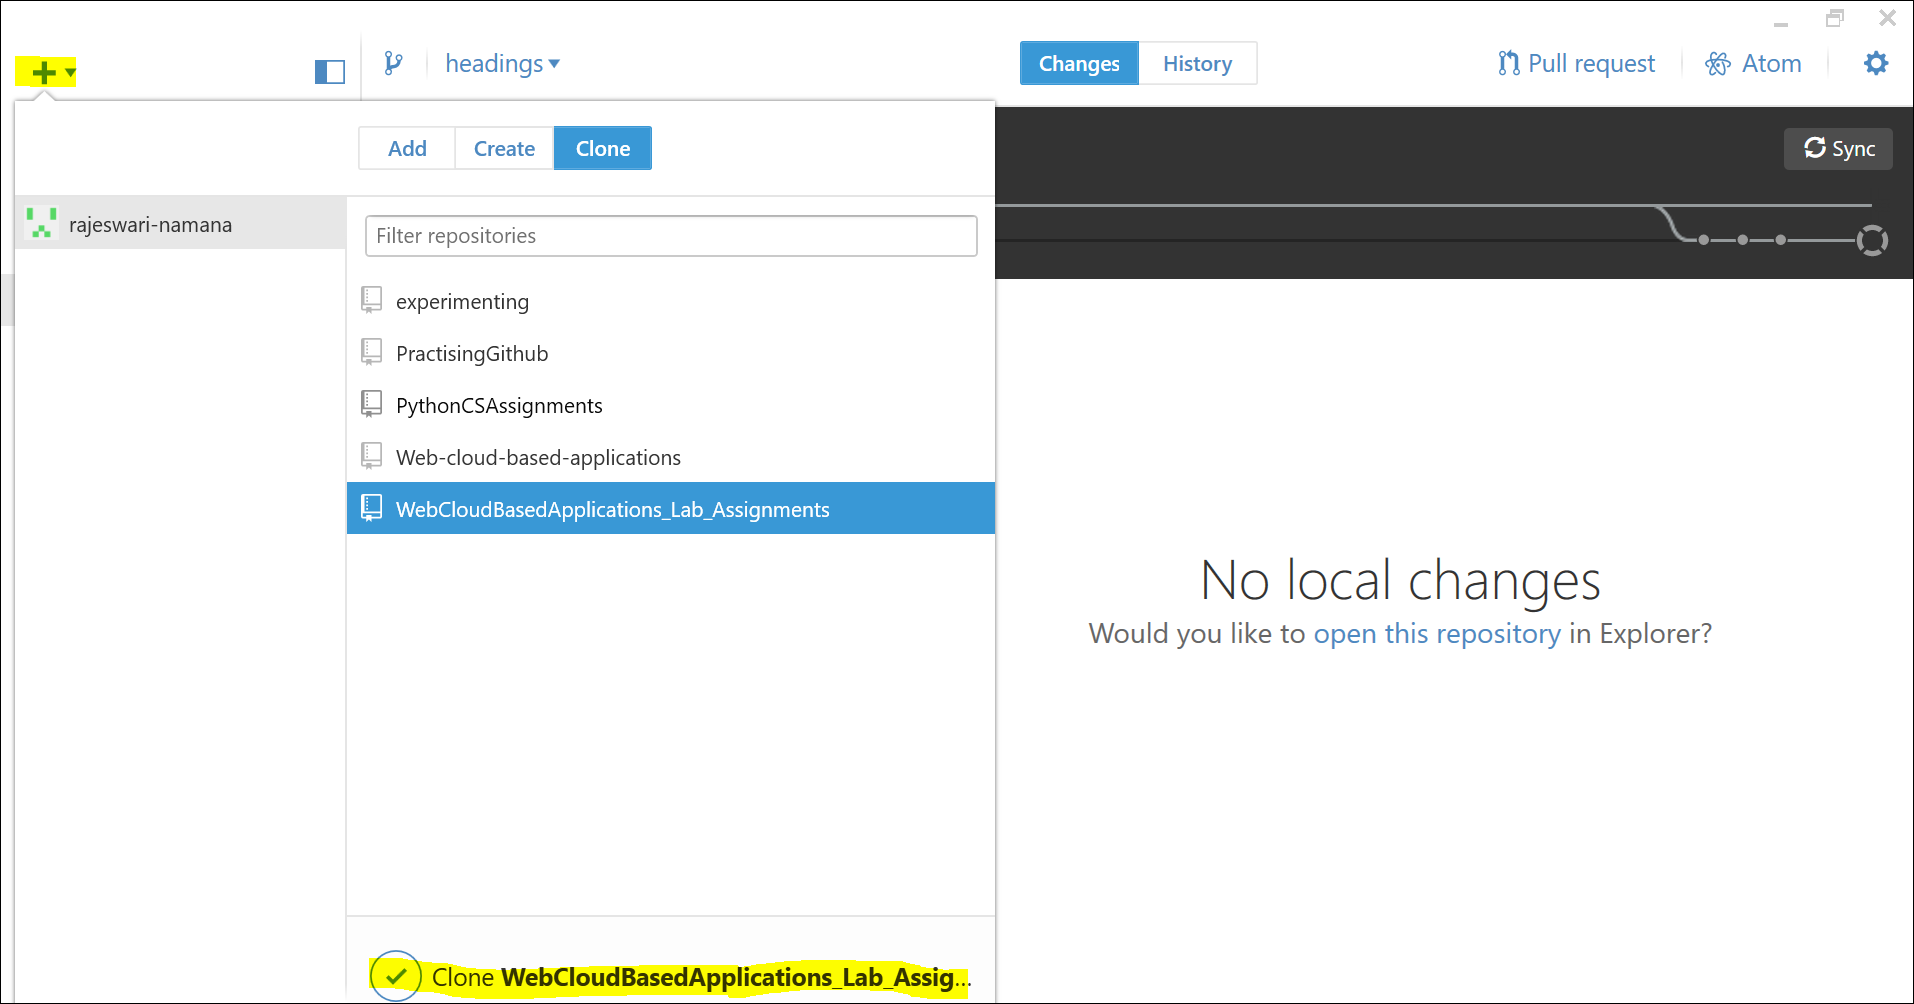 headings
Changes
History
Pull request
Atom
Add
Create
Clone
Sync
rajeswari-namana
Filter repositories
experimenting
PractisingGithub
PythonCSAssignments
Web-cloud-based-applications
WebCloudBasedApplications_Lab_Assignments
No local changes
Would you like to open this repository in Explorer?
Clone WebCloudBasedApplications_Lab_Assig...